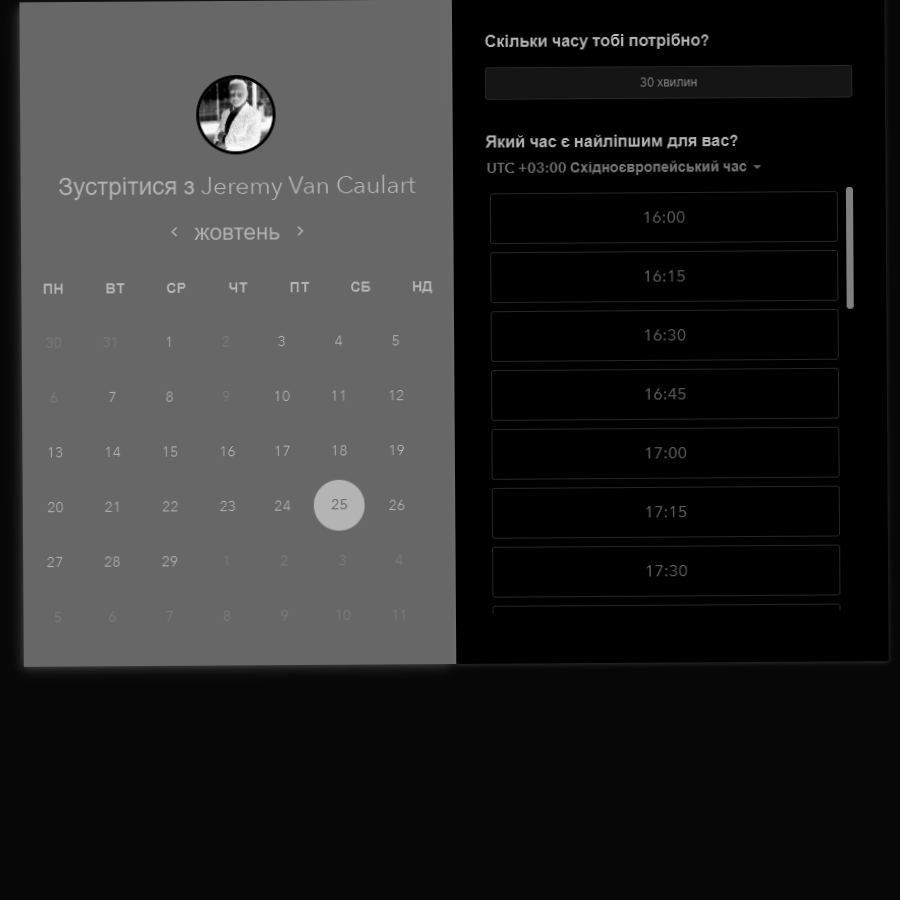 Зустрітися з Jeremy Van Caulart
‹ жовтень ›
ПН ВТ СР ЧТ ПТ СБ НД
30 31 1 2 3 4 5
6 7 8 9 10 11 12
13 14 15 16 17 18 19
20 21 22 23 24 25 26
27 28 29 1 2 3 4
5 6 7 8 9 10 11
Скільки часу тобі потрібно?
30 хвилин
Який час є найліпшим для вас?
UTC +03:00 Східноєвропейський час
16:00
16:15
16:30
16:45
17:00
17:15
17:30